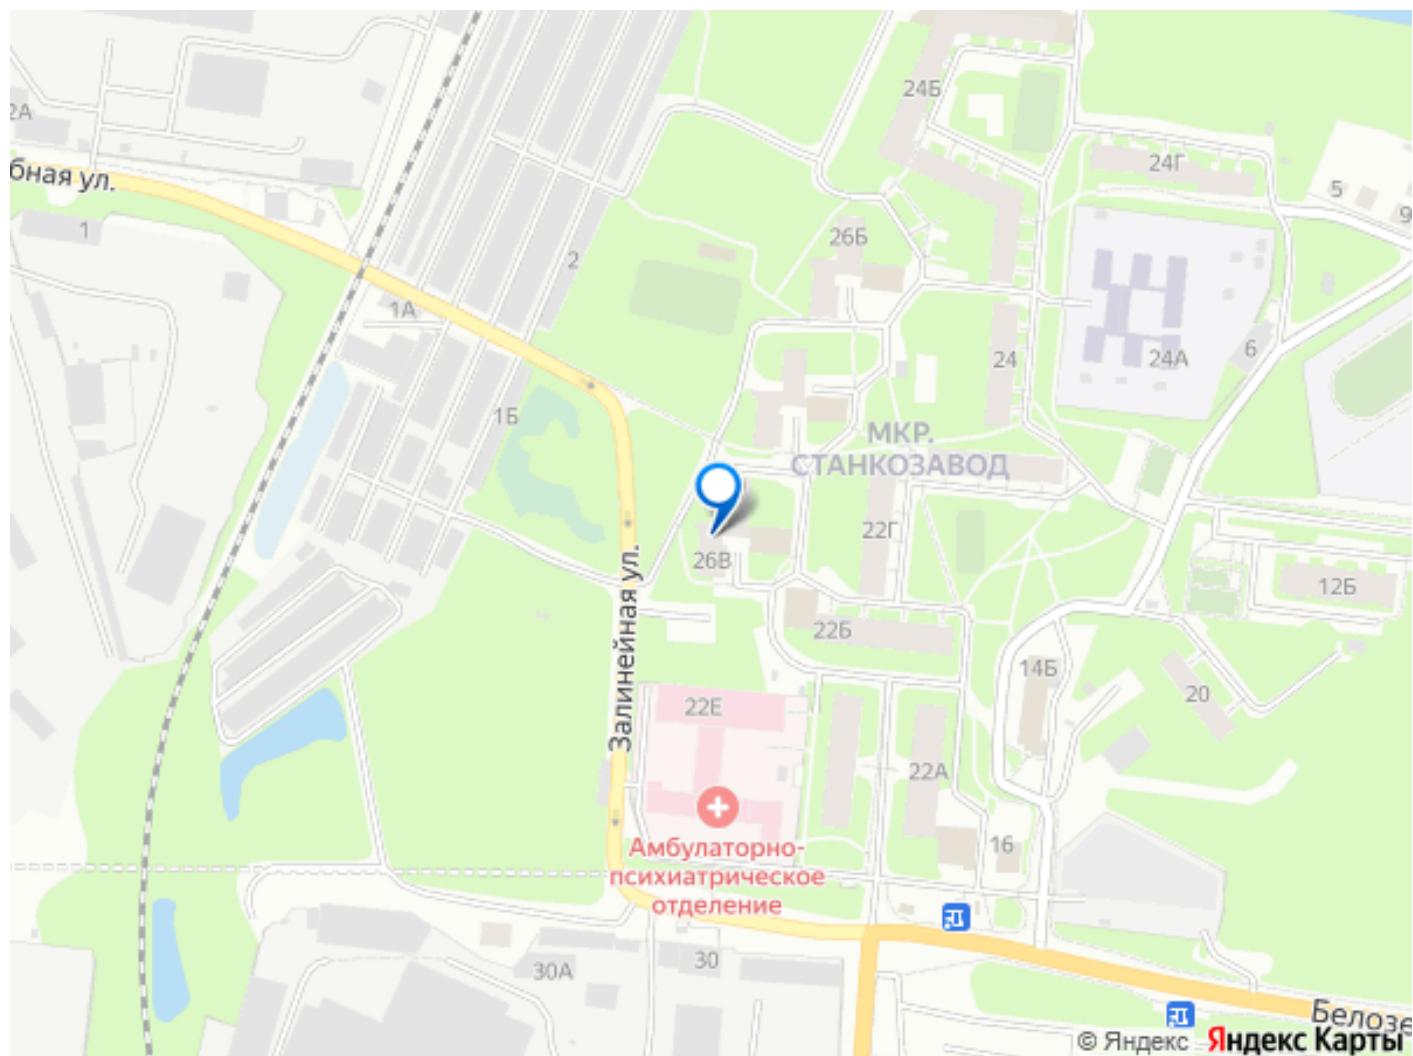 24Б
2А
24Г
бная ул.
5
9
1
26Б
2
1А
24
24А
6
1Б
МКР.
СТАНКОЗАВОД
22Г
26В
12Б
Залинейная ул.
22Б
14Б
20
22Е
22А
16
Амбулаторно-
психиатрическое
отделение
30А
30
Белозе
© Яндекс Яндекс Карты